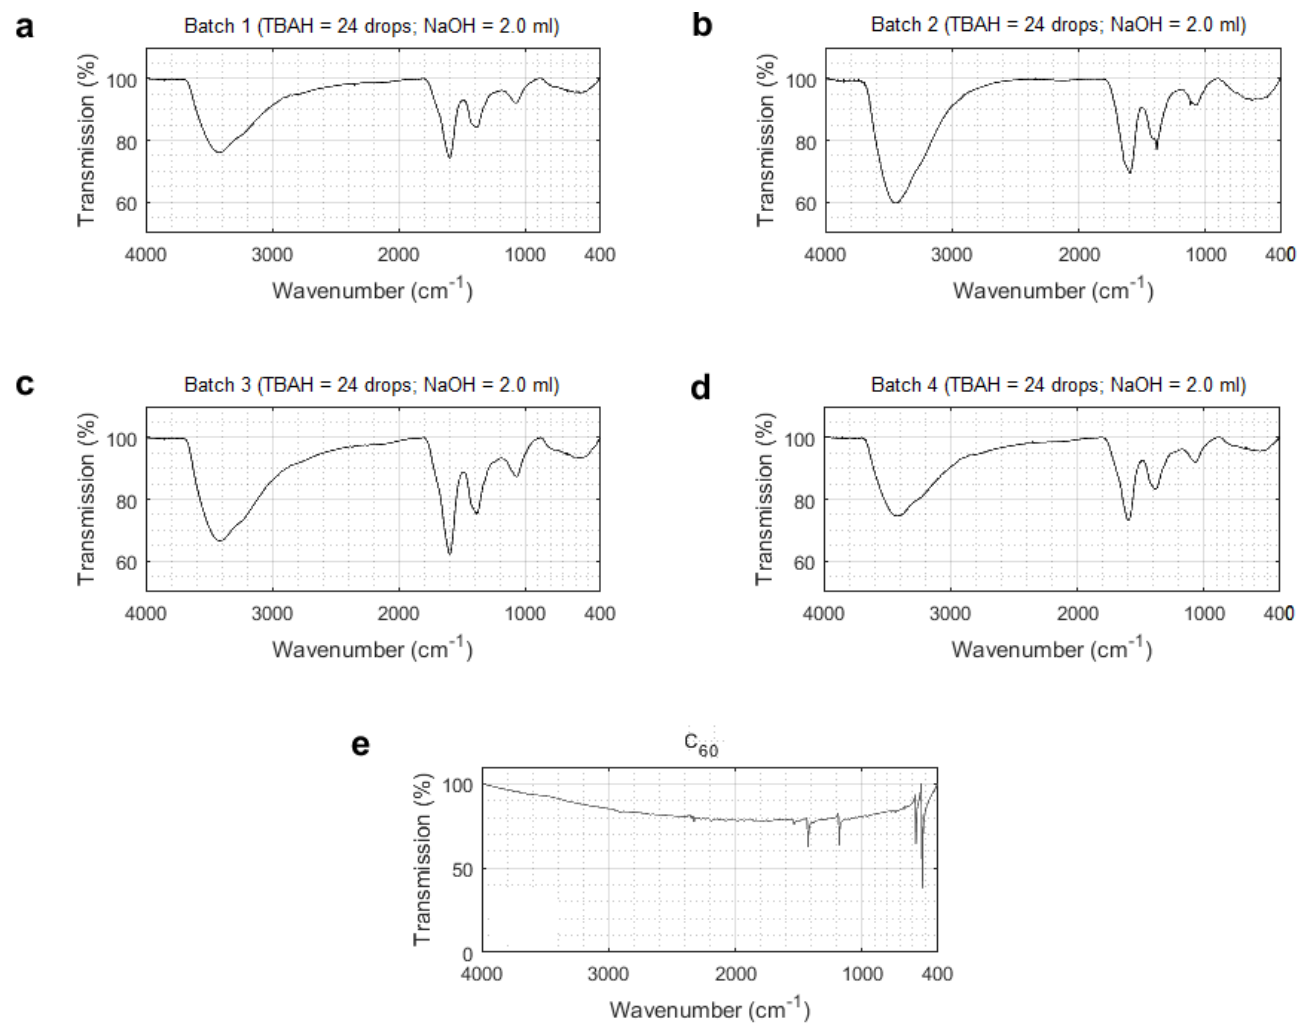 a
Batch 1 (TBAH = 24 drops; NaOH = 2.0 ml)
100
80
60
Transmission (%)
4000 3000 2000 1000 400
Wavenumber (cm-1)
b
Batch 2 (TBAH = 24 drops; NaOH = 2.0 ml)
100
80
60
Transmission (%)
4000 3000 2000 1000 400
Wavenumber (cm-1)
c
Batch 3 (TBAH = 24 drops; NaOH = 2.0 ml)
100
80
60
Transmission (%)
4000 3000 2000 1000 400
Wavenumber (cm-1)
d
Batch 4 (TBAH = 24 drops; NaOH = 2.0 ml)
100
80
60
Transmission (%)
4000 3000 2000 1000 400
Wavenumber (cm-1)
e
C60
100
50
0
Transmission (%)
4000 3000 2000 1000 400
Wavenumber (cm-1)